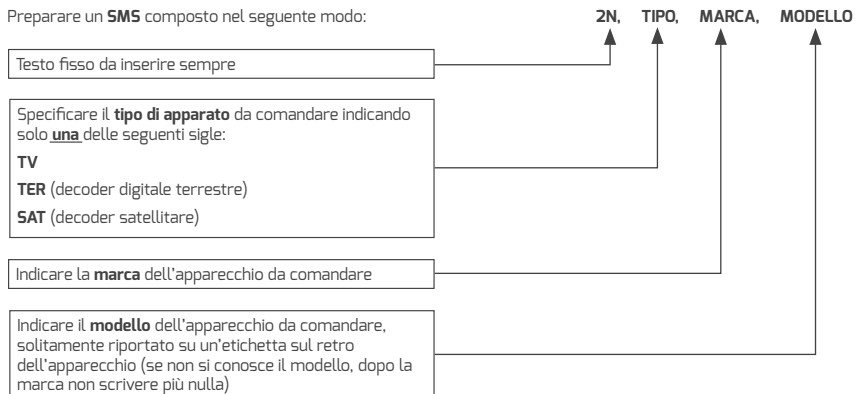 Preparare un SMS composto nel seguente modo:
2N, TIPO, MARCA, MODELLO
Testo fisso da inserire sempre
Specificare il tipo di apparato da comandare indicando
solo una delle seguenti sigle:
TV
TER (decoder digitale terrestre)
SAT (decoder satellitare)
Indicare la marca dell'apparecchio da comandare
Indicare il modello dell'apparecchio da comandare,
solitamente riportato su un'etichetta sul retro
dell'apparecchio (se non si conosce il modello, dopo la
marca non scrivere più nulla)